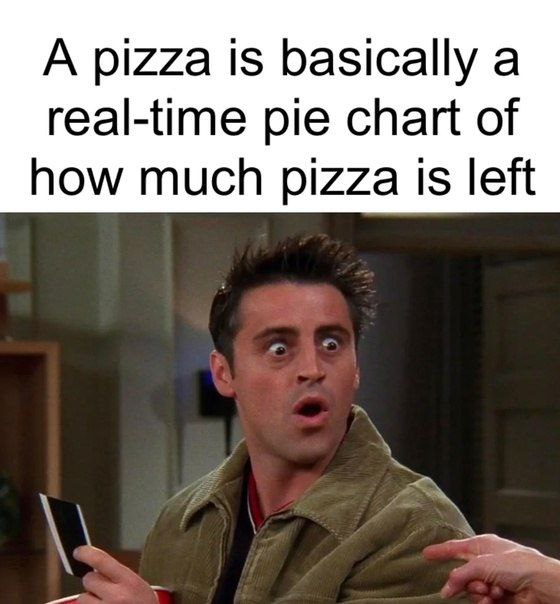 A pizza is basically a
real-time pie chart of
how much pizza is left